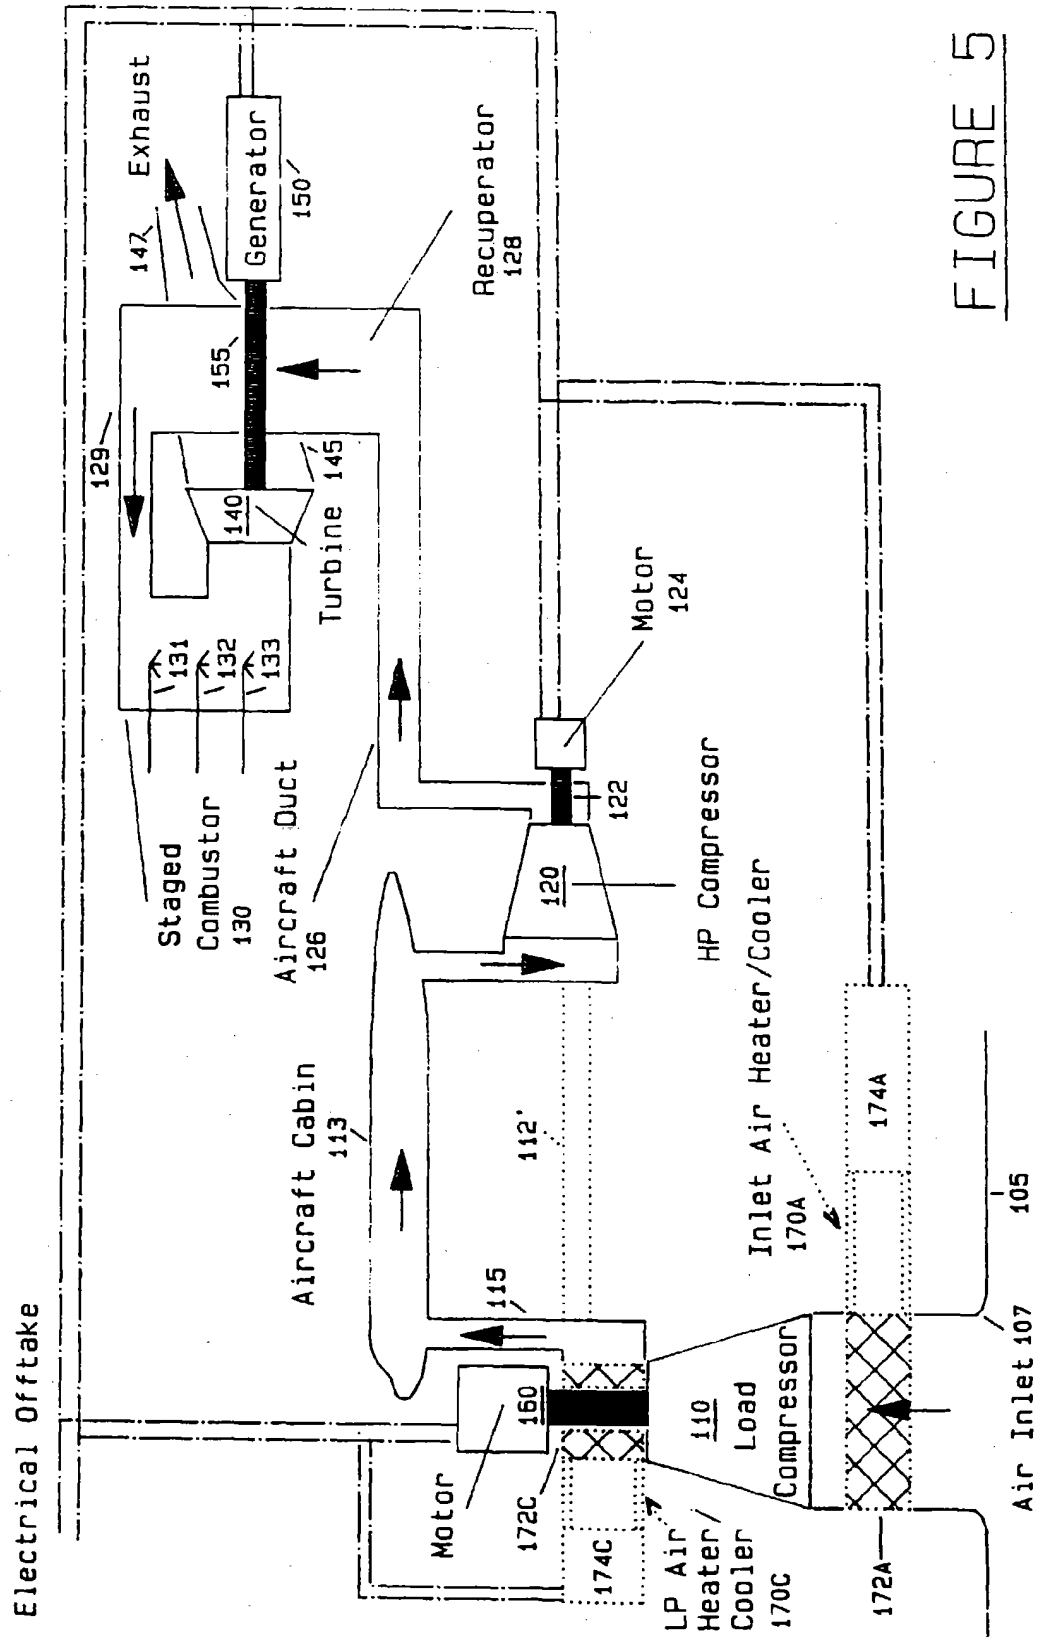 Electrical Offtake
Exhaust
147
Generator
150
129
155
Recuperator
128
145
140
Turbine
131
132
133
Staged
Combustor
130
Aircraft Duct
126
Motor
124
122
120
HP Compressor
Aircraft Cabin
113
112'
115
Inlet Air Heater/Cooler
170A
174A
105
Motor
160
172C
174C
110
Load
Compressor
LP Air
Heater/
Cooler
170C
172A
Air Inlet 107
FIGURE 5